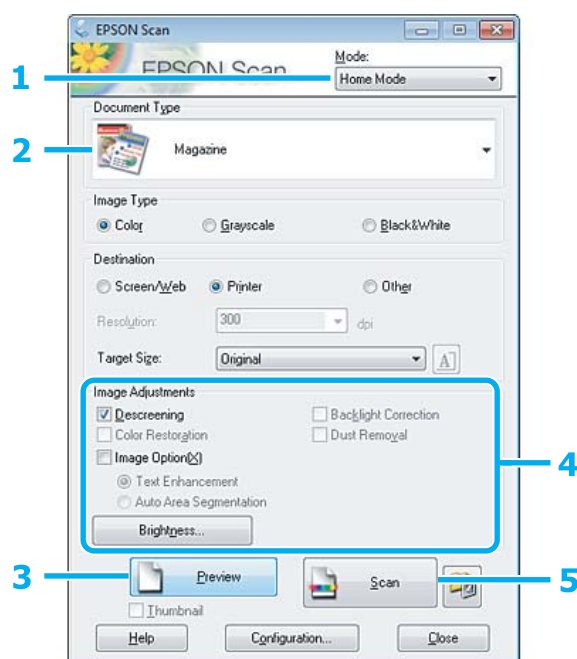 EPSON Scan
EPSON Scan
Mode:
1
Home Mode
Document Type
2
Magazine
Image Type
Color Grayscale Black&White
Destination
Screen/Web Printer Other
Resolution: 300 dpi
Target Size: Original A
Image Adjustments
Descreening Backlight Correction
Color Restoration Dust Removal
Image Option(X)
4
Text Enhancement
Auto Area Segmentation
Brightness...
3 Preview Scan 5
Thumbnail
Help Configuration... Close